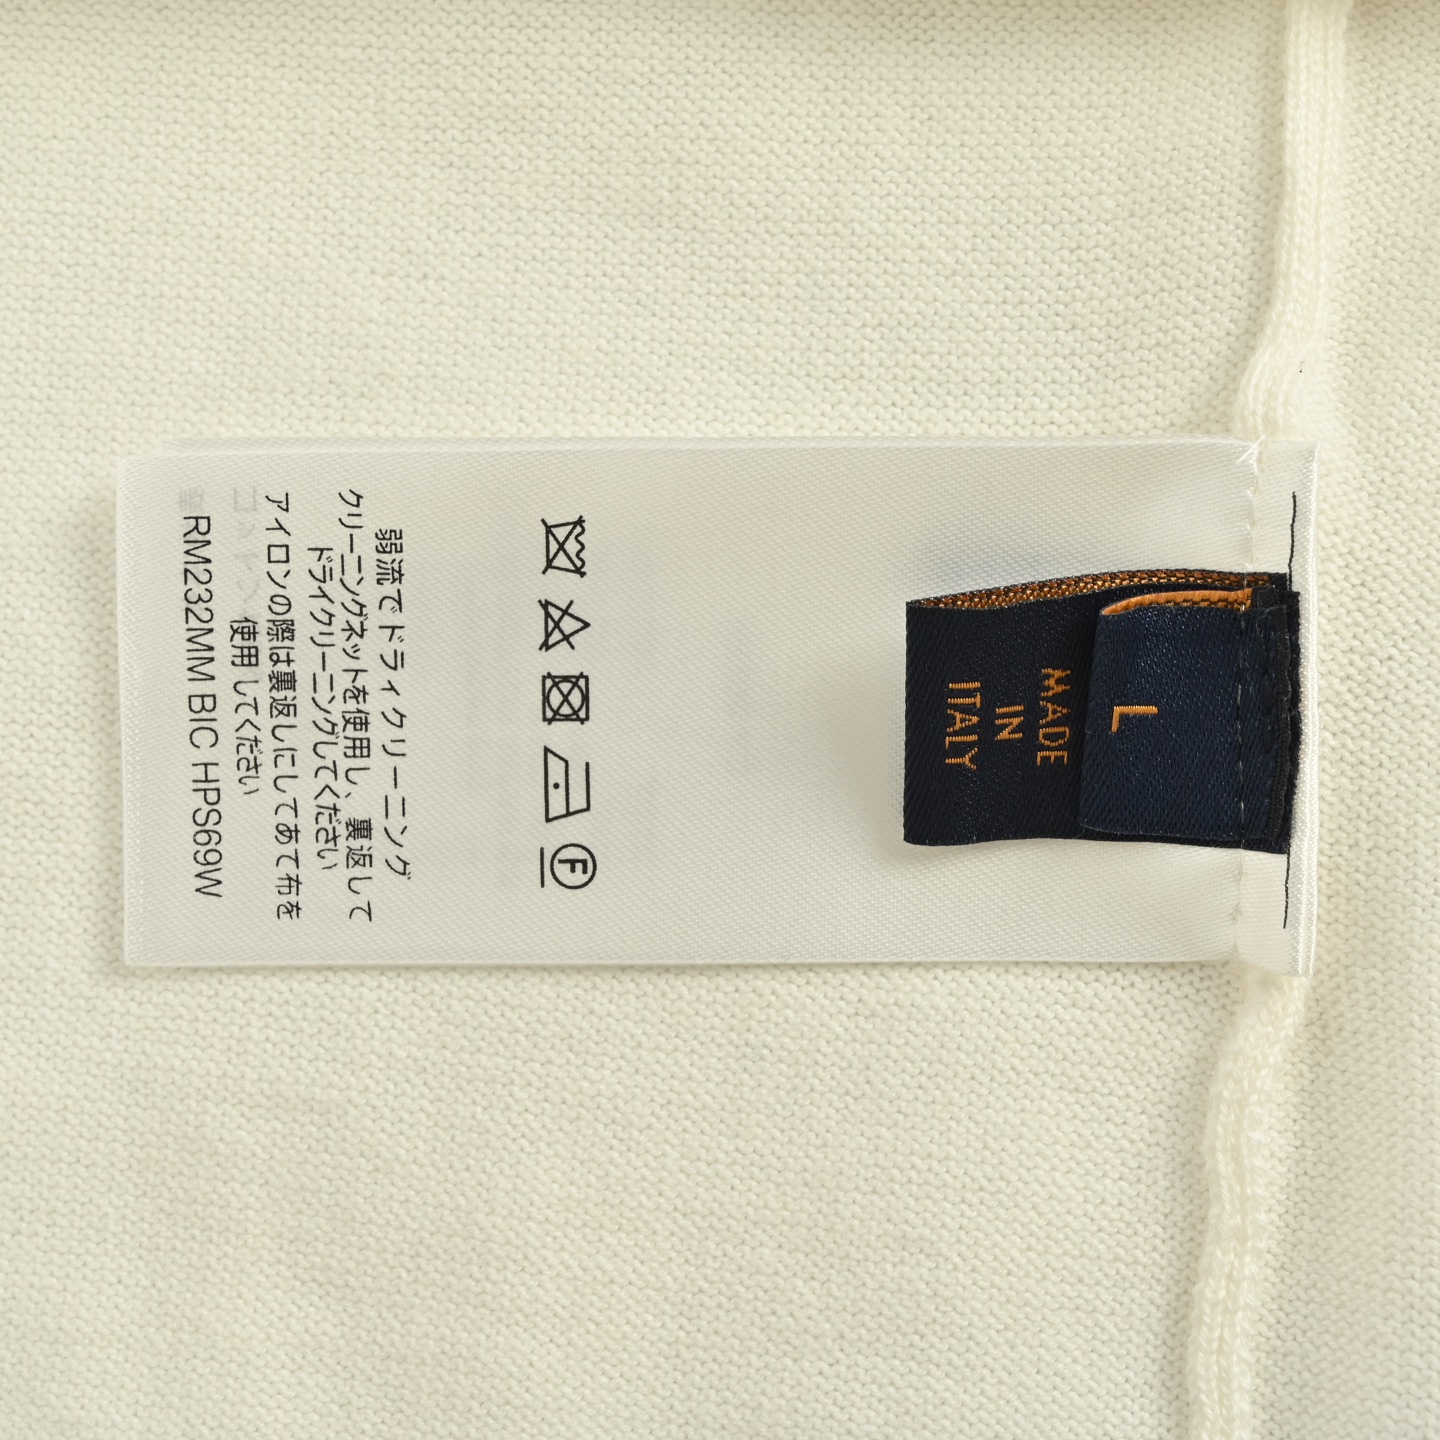 L
MADE
IN
ITALY
F
弱流でドライクリーニング
クリーニングネットを使用し、裏返して
ドライクリーニングしてください
アイロンの際は裏返しにしてあて布を
使用してください
RM232MM BIC HPS69W